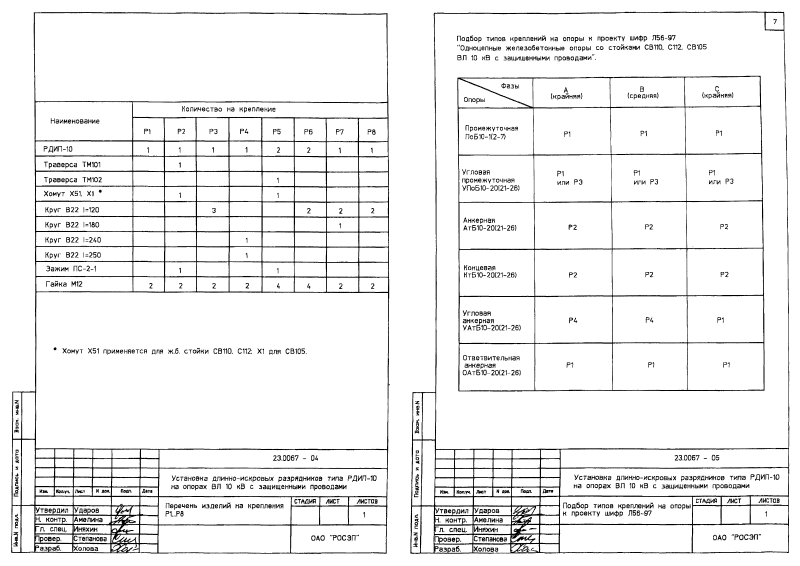 Наименование
Количество на крепление
Р1 Р2 Р3 Р4 Р5 Р6 Р7 Р8
РДИП-10 1 1 1 1 2 2 1 1
Траверса ТМ101 1
Траверса ТМ102 1
Хомут Х51, Х1 * 1 1
Круг В22 l=120 3 2 2 2
Круг В22 l=180 1
Круг В22 l=240 1
Круг В22 l=250 1
Зажим ПС-2-1 1 1
Гайка М12 2 2 2 2 4 4 2 2
* Хомут Х51 применяется для ж.б. стойки СВ110, С112, Х1 для СВ105.
Взам. инв.N
Подпись и дата
Инв.N подл.
23.0067 - 04
Установка длинно-искровых разрядников типа РДИП-10
на опорах ВЛ 10 кВ с защищенными проводами
Изм. Кол.уч. Лист N док. Подп. Дата
Утвердил Ударов
Н. контр. Амелина
Гл. спец. Иняхин
Провер. Степанова
Разраб. Холова
Перечень изделий на крепления
Р1...Р8
СТАДИЯ ЛИСТ ЛИСТОВ
1
ОАО "РОСЭП"
7
Подбор типов креплений на опоры к проекту шифр Л56-97
"Одноцепные железобетонные опоры со стойками СВ110, С112, СВ105
ВЛ 10 кВ с защищенными проводами".
Фазы
Опоры
А
(крайняя)
В
(средняя)
С
(крайняя)
Промежуточная
ПоБ10-1(2-7)
Р1 Р1 Р1
Угловая
промежуточная
УПоБ10-20(21-26)
Р1
или Р3
Р1
или Р3
Р1
или Р3
Анкерная
АтБ10-20(21-26)
Р2 Р2 Р2
Концевая
КтБ10-20(21-26)
Р2 Р2 Р2
Угловая
анкерная
УАтБ10-20(21-26)
Р4 Р4 Р1
Ответвительная
анкерная
ОАтБ10-20(21-26)
Р1 Р1 Р1
Взам. инв.N
Подпись и дата
Инв.N подл.
23.0067 - 05
Установка длинно-искровых разрядников типа РДИП-10
на опорах ВЛ 10 кВ с защищенными проводами
Изм. Кол.уч. Лист N док. Подп. Дата
Утвердил Ударов
Н. контр. Амелина
Гл. спец. Иняхин
Провер. Степанова
Разраб. Холова
Подбор типов креплений на опоры
к проекту шифр Л56-97
СТАДИЯ ЛИСТ ЛИСТОВ
1
ОАО "РОСЭП"